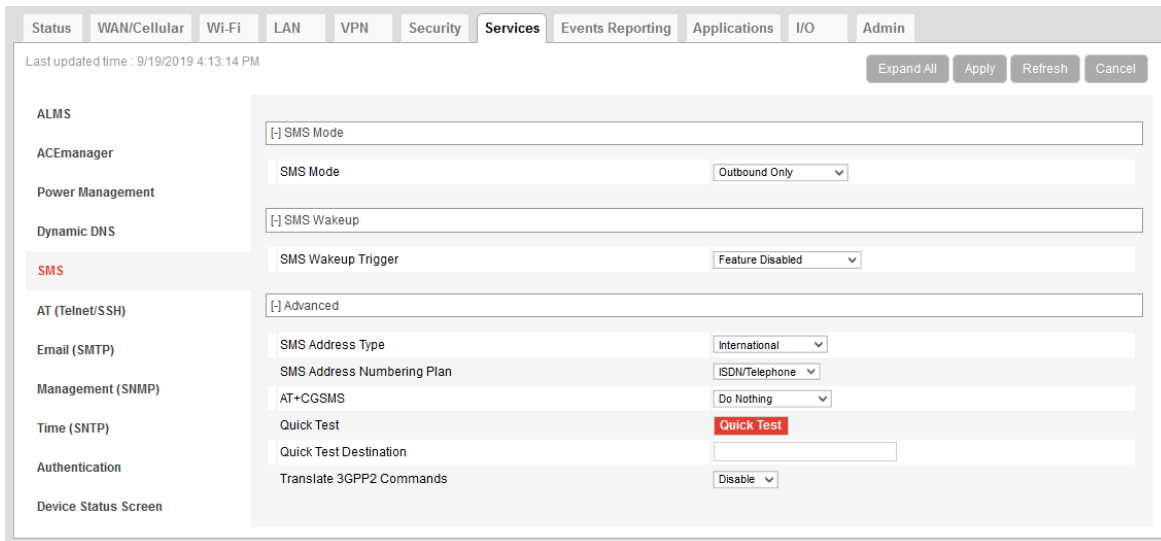 Status WAN/Cellular Wi-Fi LAN VPN Security Services Events Reporting Applications I/O Admin
Last updated time : 9/19/2019 4:13:14 PM
Expand All Apply Refresh Cancel
ALMS
ACEmanager
Power Management
Dynamic DNS
SMS
AT (Telnet/SSH)
Email (SMTP)
Management (SNMP)
Time (SNTP)
Authentication
Device Status Screen
[-] SMS Mode
SMS Mode Outbound Only
[-] SMS Wakeup
SMS Wakeup Trigger Feature Disabled
[-] Advanced
SMS Address Type International
SMS Address Numbering Plan ISDN/Telephone
AT+CGSMS Do Nothing
Quick Test Quick Test
Quick Test Destination
Translate 3GPP2 Commands Disable